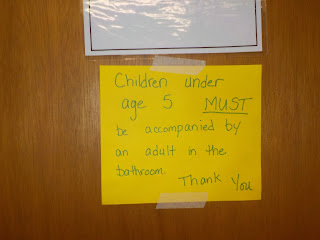 Children under
age 5 MUST
be accompanied by
an adult in the
bathroom.
Thank You